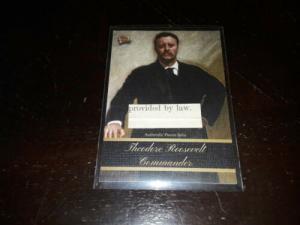 provided by law.
Authentic Pieces Relic
Theodore Roosevelt
Commander